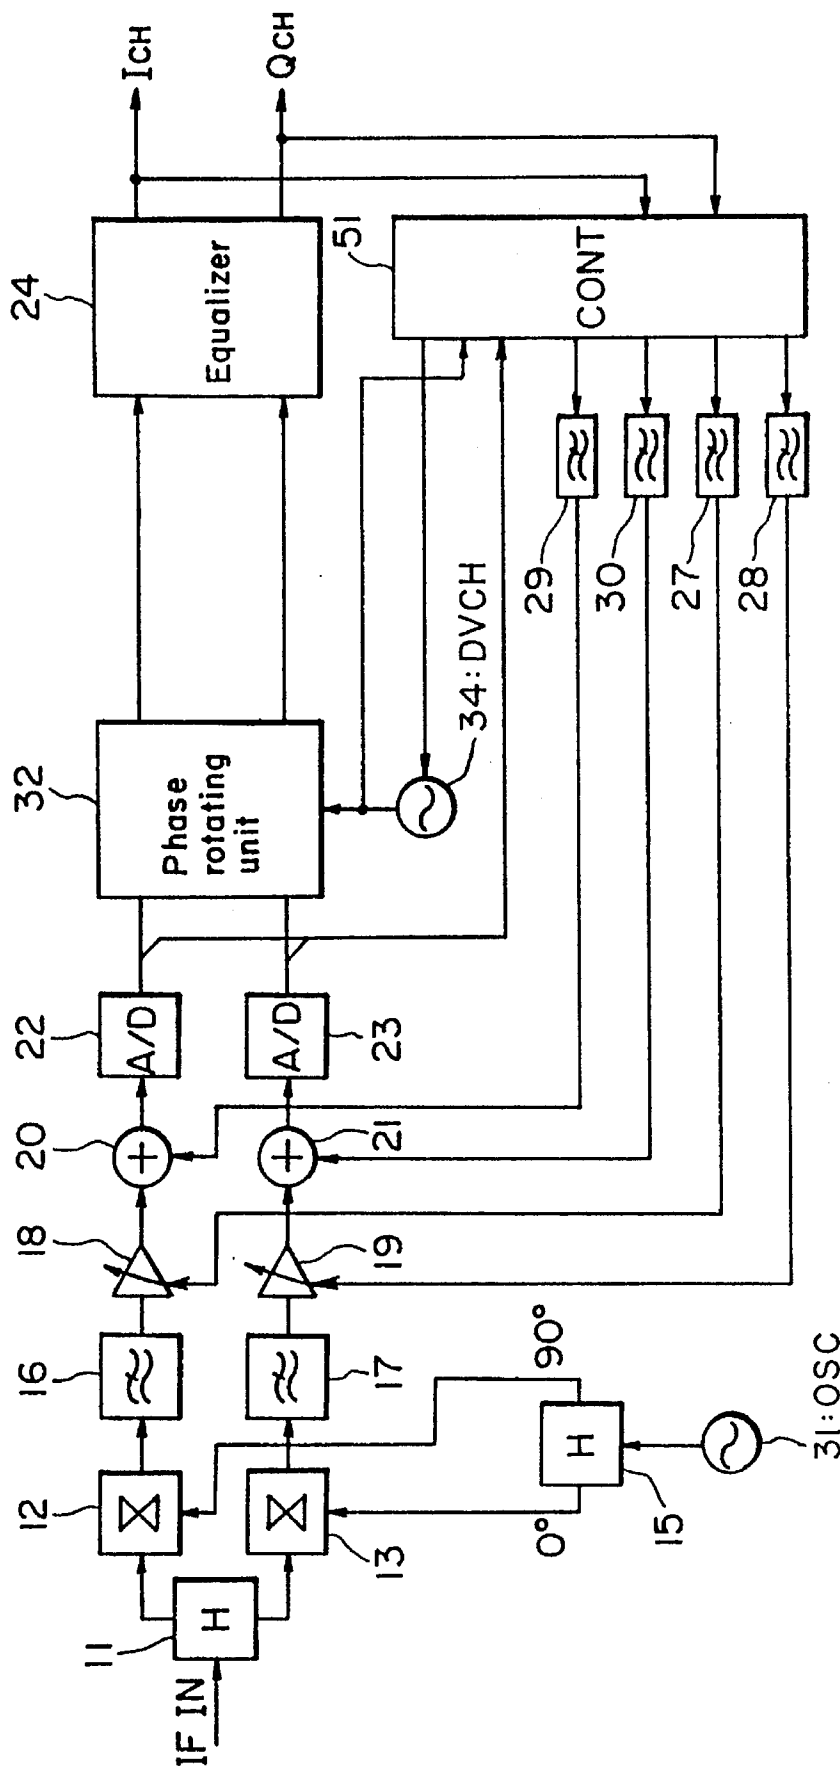 IF IN
11
H
12
13
16
17
18
19
20
21
22
A/D
23
A/D
32
Phase
rotating
unit
24
Equalizer
ICH
QCH
0°
90°
H
15
31:OSC
34:DVCH
29
30
27
28
51
CONT